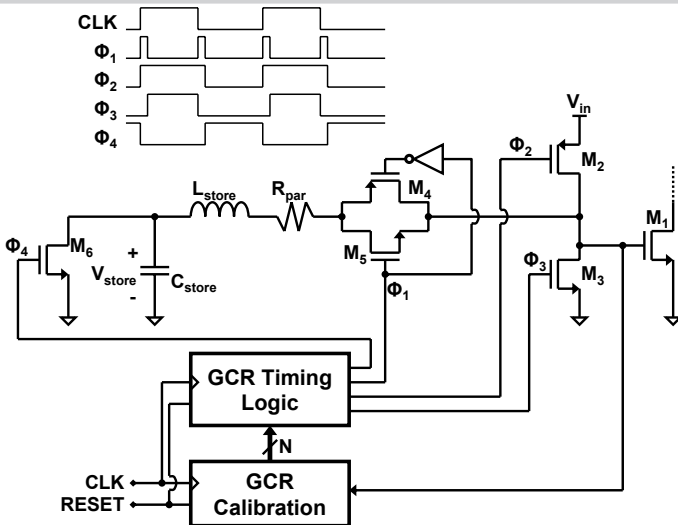 CLK
Φ1
Φ2
Φ3
Φ4
Vin
Φ2
M2
Lstore
Rpar
M4
M1
Φ4
M6
+
Vstore
-
Cstore
M5
Φ1
Φ3
M3
GCR Timing
Logic
N
CLK
RESET
GCR
Calibration